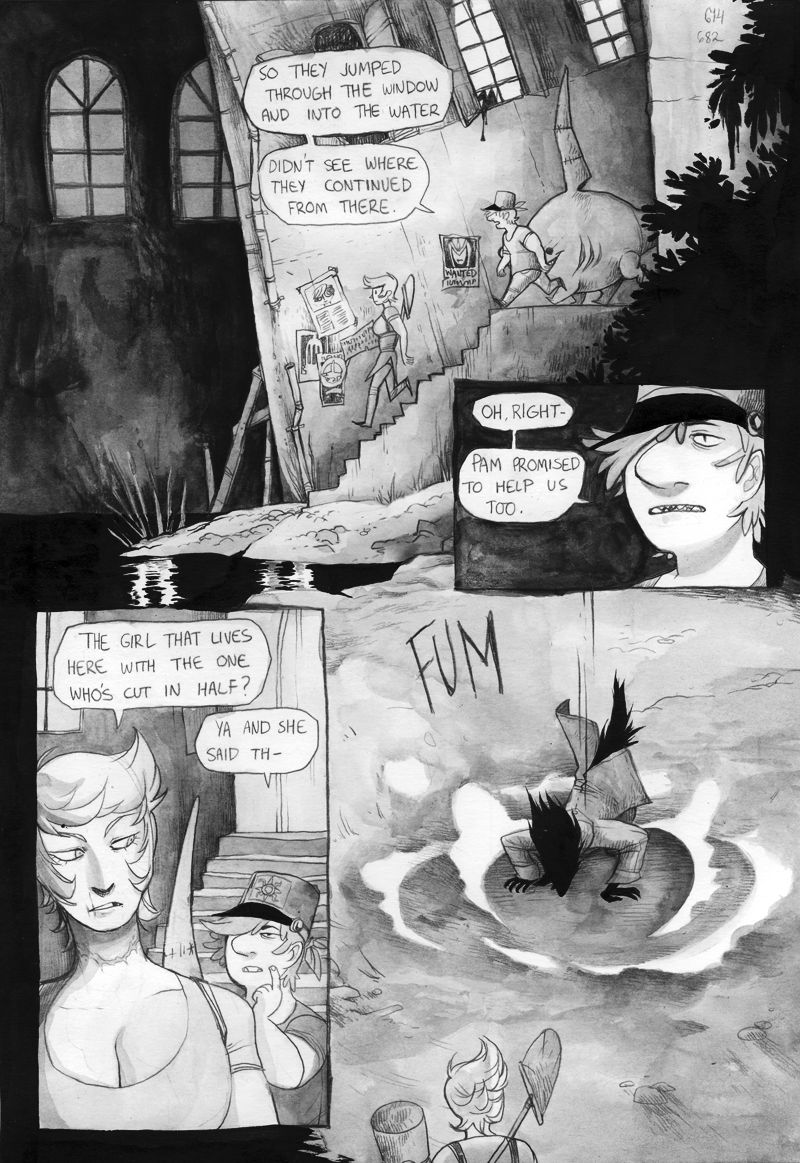 614
682
SO THEY JUMPED
THROUGH THE WINDOW
AND INTO THE WATER
DIDN'T SEE WHERE
THEY CONTINUED
FROM THERE.
WANTED
OH, RIGHT-
PAM PROMISED
TO HELP US
TOO.
THE GIRL THAT LIVES
HERE WITH THE ONE
WHO'S CUT IN HALF?
YA AND SHE
SAID TH-
FUM